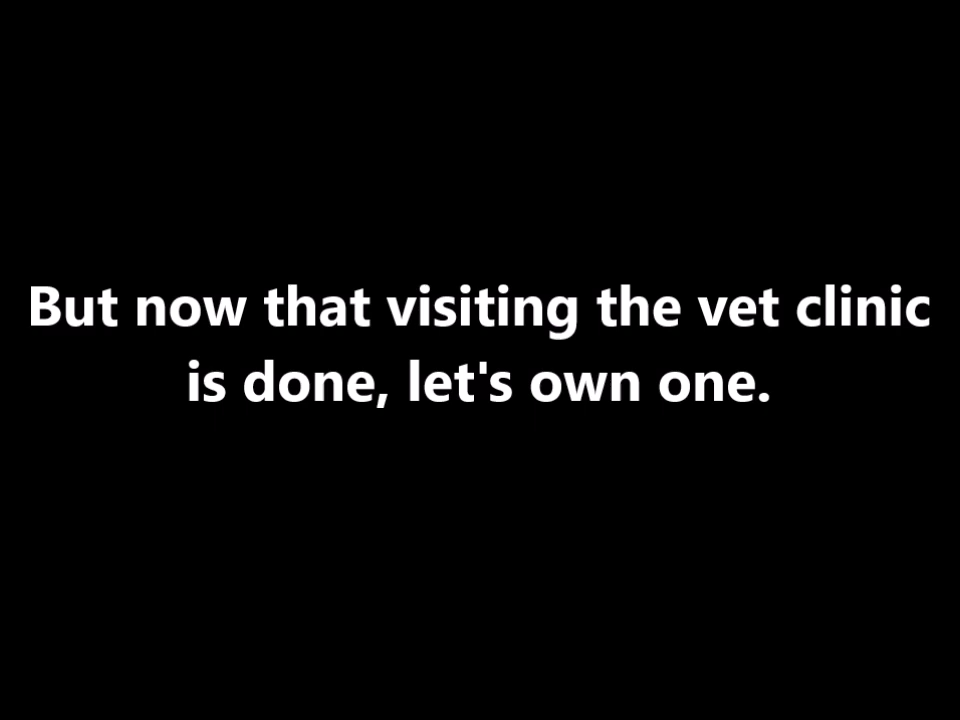 But now that visiting the vet clinic
is done, let's own one.